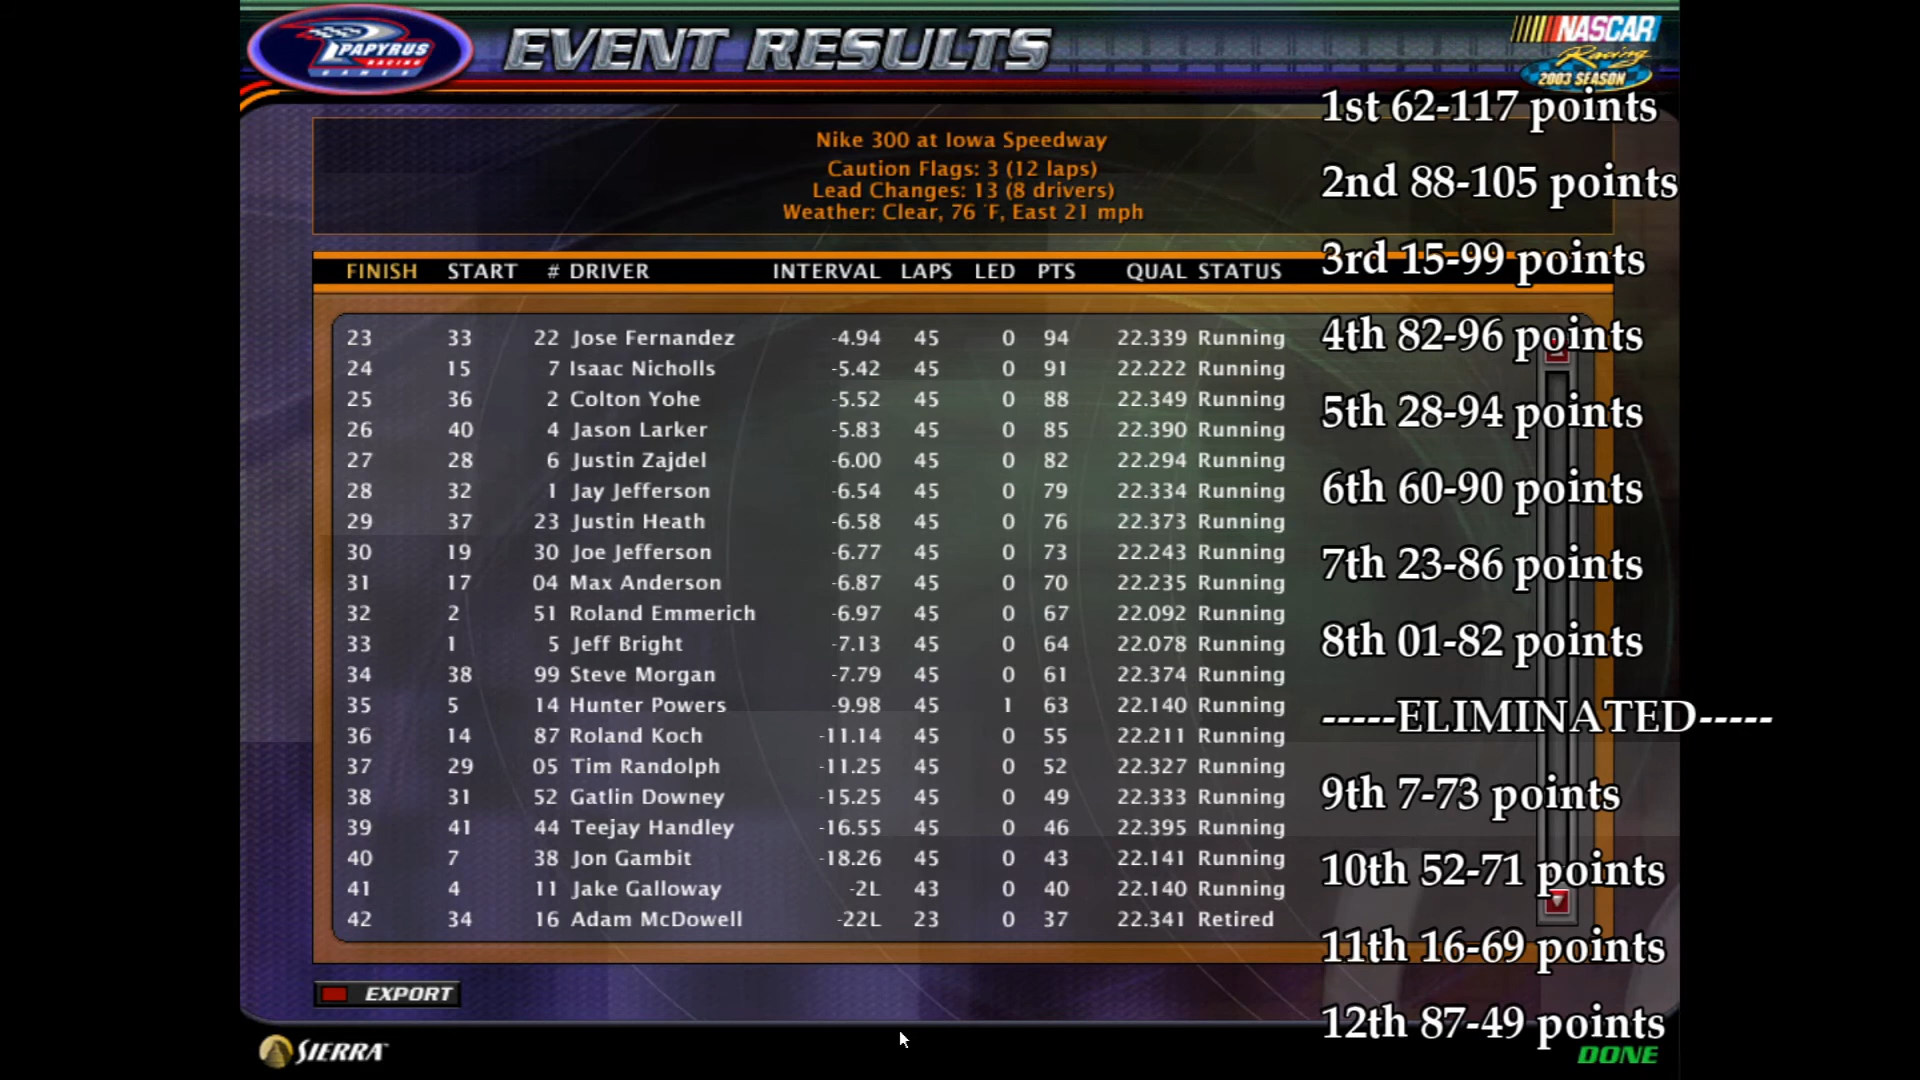 PAPYRUS
RACING
GAMES
EVENT RESULTS
NASCAR
Racing
2003 SEASON
Nike 300 at Iowa Speedway
Caution Flags: 3 (12 laps)
Lead Changes: 13 (8 drivers)
Weather: Clear, 76 °F, East 21 mph
FINISH START # DRIVER INTERVAL LAPS LED PTS QUAL STATUS
23 33 22 Jose Fernandez -4.94 45 0 94 22.339 Running
24 15 7 Isaac Nicholls -5.42 45 0 91 22.222 Running
25 36 2 Colton Yohe -5.52 45 0 88 22.349 Running
26 40 4 Jason Larker -5.83 45 0 85 22.390 Running
27 28 6 Justin Zajdel -6.00 45 0 82 22.294 Running
28 32 1 Jay Jefferson -6.54 45 0 79 22.334 Running
29 37 23 Justin Heath -6.58 45 0 76 22.373 Running
30 19 30 Joe Jefferson -6.77 45 0 73 22.243 Running
31 17 04 Max Anderson -6.87 45 0 70 22.235 Running
32 2 51 Roland Emmerich -6.97 45 0 67 22.092 Running
33 1 5 Jeff Bright -7.13 45 0 64 22.078 Running
34 38 99 Steve Morgan -7.79 45 0 61 22.374 Running
35 5 14 Hunter Powers -9.98 45 1 63 22.140 Running
36 14 87 Roland Koch -11.14 45 0 55 22.211 Running
37 29 05 Tim Randolph -11.25 45 0 52 22.327 Running
38 31 52 Gatlin Downey -15.25 45 0 49 22.333 Running
39 41 44 Teejay Handley -16.55 45 0 46 22.395 Running
40 7 38 Jon Gambit -18.26 45 0 43 22.141 Running
41 4 11 Jake Galloway -2L 43 0 40 22.140 Running
42 34 16 Adam McDowell -22L 23 0 37 22.341 Retired
1st 62-117 points
2nd 88-105 points
3rd 15-99 points
4th 82-96 points
5th 28-94 points
6th 60-90 points
7th 23-86 points
8th 01-82 points
-----ELIMINATED-----
9th 7-73 points
10th 52-71 points
11th 16-69 points
12th 87-49 points
EXPORT
SIERRA
DONE